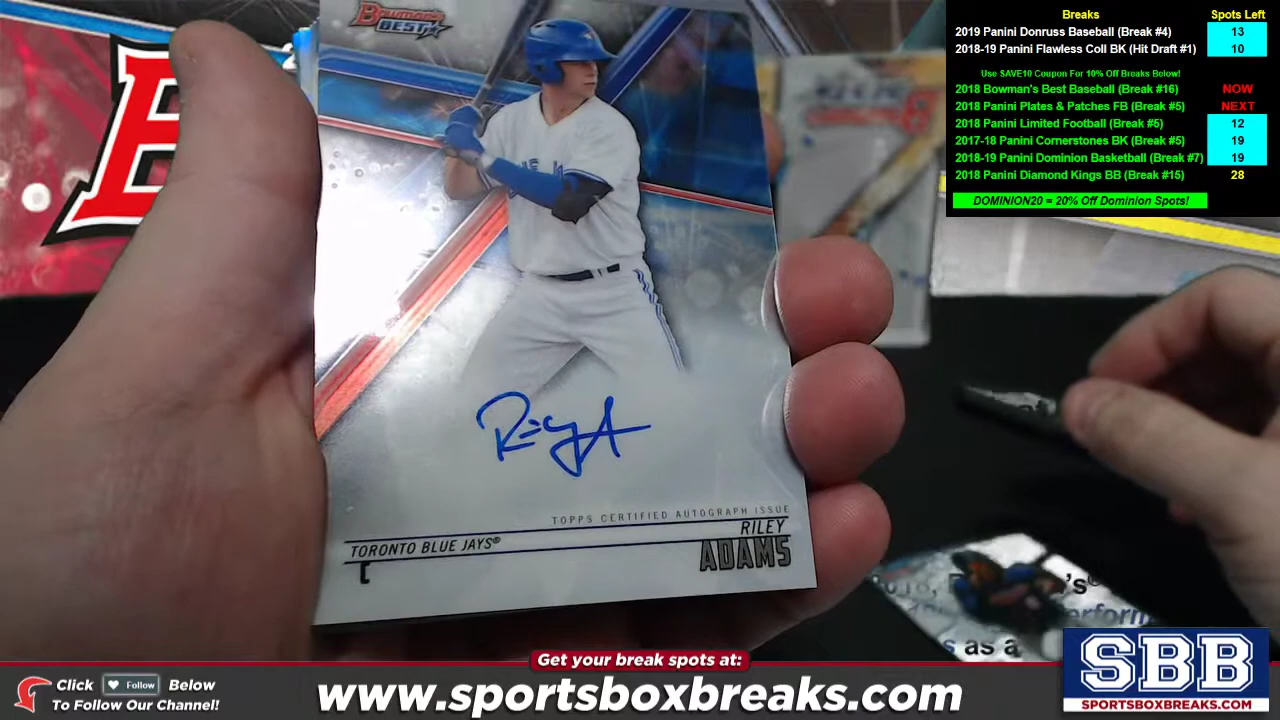 Bowman's
BEST
TOPPS CERTIFIED AUTOGRAPH ISSUE
RILEY
ADAMS
TORONTO BLUE JAYS®
C
Breaks Spots Left
2019 Panini Donruss Baseball (Break #4) 13
2018-19 Panini Flawless Coll BK (Hit Draft #1) 10
Use SAVE10 Coupon For 10% Off Breaks Below!
2018 Bowman's Best Baseball (Break #16) NOW
2018 Panini Plates & Patches FB (Break #5) NEXT
2018 Panini Limited Football (Break #5) 12
2017-18 Panini Cornerstones BK (Break #5) 19
2018-19 Panini Dominion Basketball (Break #7) 19
2018 Panini Diamond Kings BB (Break #15) 28
DOMINION20 = 20% Off Dominion Spots!
's®
as a
Get your break spots at:
Click Follow Below
To Follow Our Channel!
www.sportsboxbreaks.com
SBB
SPORTSBOXBREAKS.COM